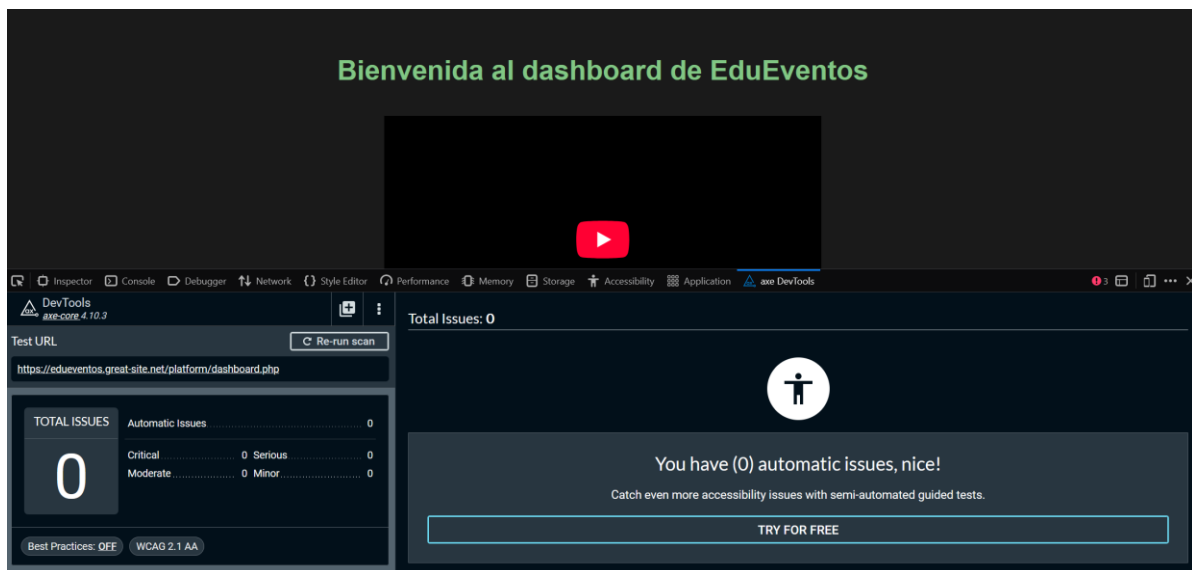 Bienvenida al dashboard de EduEventos
Inspector Console Debugger Network {} Style Editor Performance Memory Storage Accessibility Application axe DevTools 3
DevTools
axe-core 4.10.3
Test URL
Re-run scan
https://edueventos.great-site.net/platform/dashboard.php
TOTAL ISSUES
0
Automatic Issues 0
Critical 0 Serious 0
Moderate 0 Minor 0
Best Practices: OFF WCAG 2.1 AA
Total Issues: 0
You have (0) automatic issues, nice!
Catch even more accessibility issues with semi-automated guided tests.
TRY FOR FREE